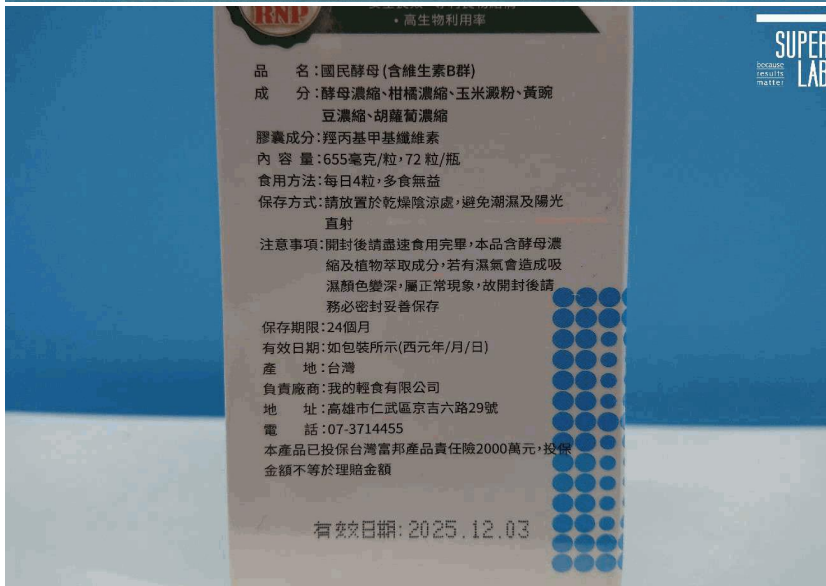 RNP
• 高生物利用率
SUPER
LAB
because
results
matter
品　名:國民酵母(含維生素B群)
成　分:酵母濃縮、柑橘濃縮、玉米澱粉、黃豌
豆濃縮、胡蘿蔔濃縮
膠囊成分:羥丙基甲基纖維素
內 容 量:655毫克/粒,72 粒/瓶
食用方法:每日4粒,多食無益
保存方式:請放置於乾燥陰涼處,避免潮濕及陽光
直射
注意事項:開封後請盡速食用完畢,本品含酵母濃
縮及植物萃取成分,若有濕氣會造成吸
濕顏色變深,屬正常現象,故開封後請
務必密封妥善保存
保存期限:24個月
有效日期:如包裝所示(西元年/月/日)
產　地:台灣
負責廠商:我的輕食有限公司
地　址:高雄市仁武區京吉六路29號
電　話:07-3714455
本產品已投保台灣富邦產品責任險2000萬元,投保
金額不等於理賠金額
有效日期:2025.12.03